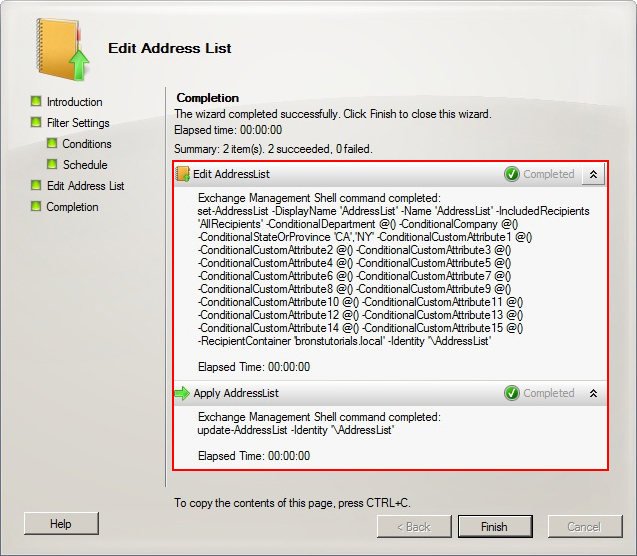 Edit Address List
Introduction
Filter Settings
Conditions
Schedule
Edit Address List
Completion
Completion
The wizard completed successfully. Click Finish to close this wizard.
Elapsed time: 00:00:00
Summary: 2 item(s). 2 succeeded, 0 failed.
Edit AddressList Completed
Exchange Management Shell command completed:
set-AddressList -DisplayName 'AddressList' -Name 'AddressList' -IncludedRecipients
'AllRecipients' -ConditionalDepartment @() -ConditionalCompany @()
-ConditionalStateOrProvince 'CA','NY' -ConditionalCustomAttribute1 @()
-ConditionalCustomAttribute2 @() -ConditionalCustomAttribute3 @()
-ConditionalCustomAttribute4 @() -ConditionalCustomAttribute5 @()
-ConditionalCustomAttribute6 @() -ConditionalCustomAttribute7 @()
-ConditionalCustomAttribute8 @() -ConditionalCustomAttribute9 @()
-ConditionalCustomAttribute10 @() -ConditionalCustomAttribute11 @()
-ConditionalCustomAttribute12 @() -ConditionalCustomAttribute13 @()
-ConditionalCustomAttribute14 @() -ConditionalCustomAttribute15 @()
-RecipientContainer 'bronstutorials.local' -Identity '\AddressList'
Elapsed Time: 00:00:00
Apply AddressList Completed
Exchange Management Shell command completed:
update-AddressList -Identity '\AddressList'
Elapsed Time: 00:00:00
To copy the contents of this page, press CTRL+C.
Help
< Back
Finish
Cancel